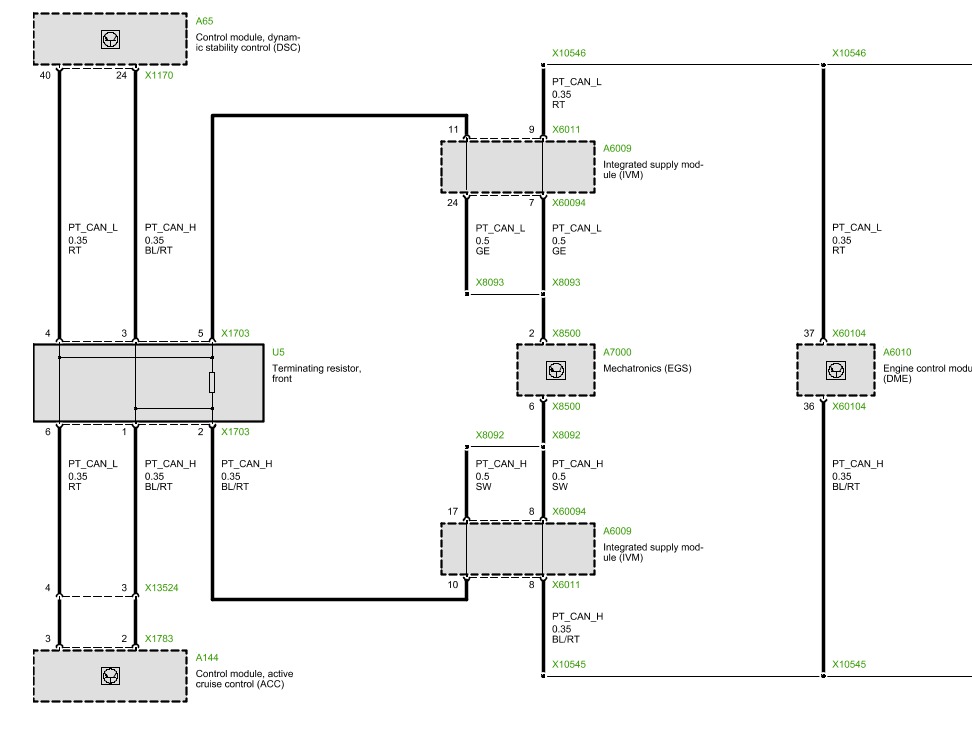 A65
Control module, dynam-
ic stability control (DSC)
40
24
X1170
X10546
X10546
PT_CAN_L
0.35
RT
11
9
X6011
A6009
Integrated supply mod-
ule (IVM)
24
7
X60094
PT_CAN_L
0.35
RT
PT_CAN_H
0.35
BL/RT
PT_CAN_L
0.5
GE
PT_CAN_L
0.5
GE
PT_CAN_L
0.35
RT
X8093
X8093
4
3
5
X1703
2
X8500
37
X60104
U5
Terminating resistor,
front
A7000
Mechatronics (EGS)
A6010
Engine control modu
(DME)
6
1
2
X1703
6
X8500
36
X60104
X8092
X8092
PT_CAN_L
0.35
RT
PT_CAN_H
0.35
BL/RT
PT_CAN_H
0.35
BL/RT
PT_CAN_H
0.5
SW
PT_CAN_H
0.5
SW
PT_CAN_H
0.35
BL/RT
17
8
X60094
A6009
Integrated supply mod-
ule (IVM)
4
3
X13524
10
8
X6011
PT_CAN_H
0.35
BL/RT
3
2
X1783
A144
Control module, active
cruise control (ACC)
X10545
X10545